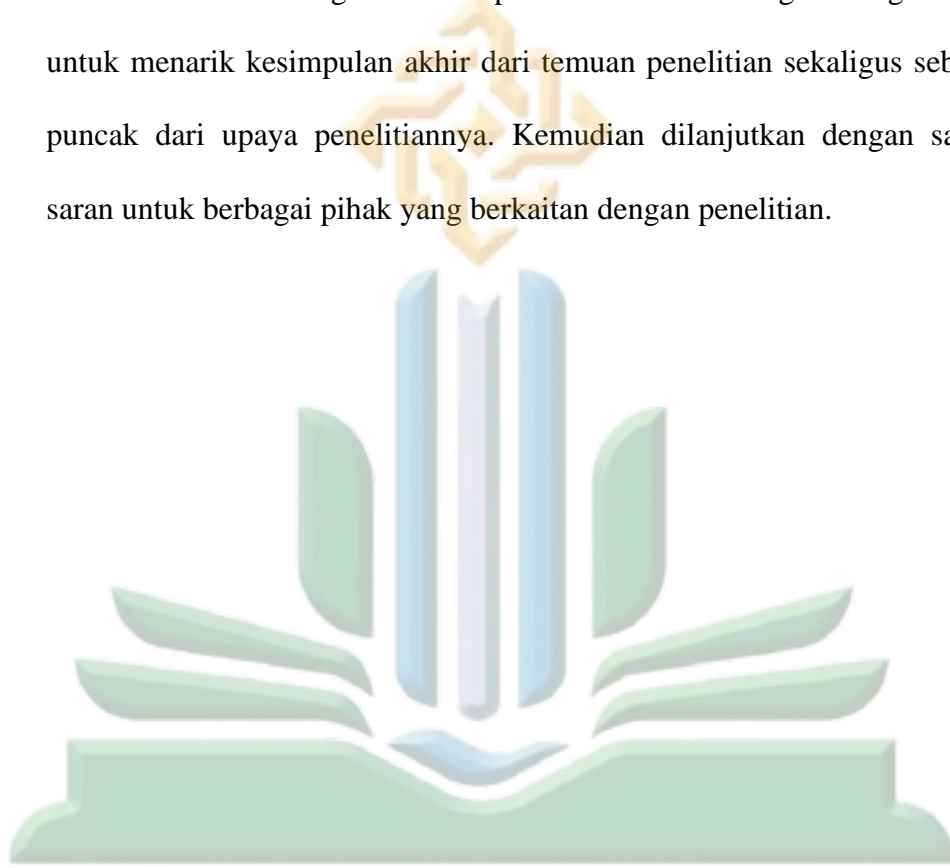 untuk menarik kesimpulan akhir dari temuan penelitian sekaligus seb
puncak dari upaya penelitiannya. Kemudian dilanjutkan dengan sa
saran untuk berbagai pihak yang berkaitan dengan penelitian.